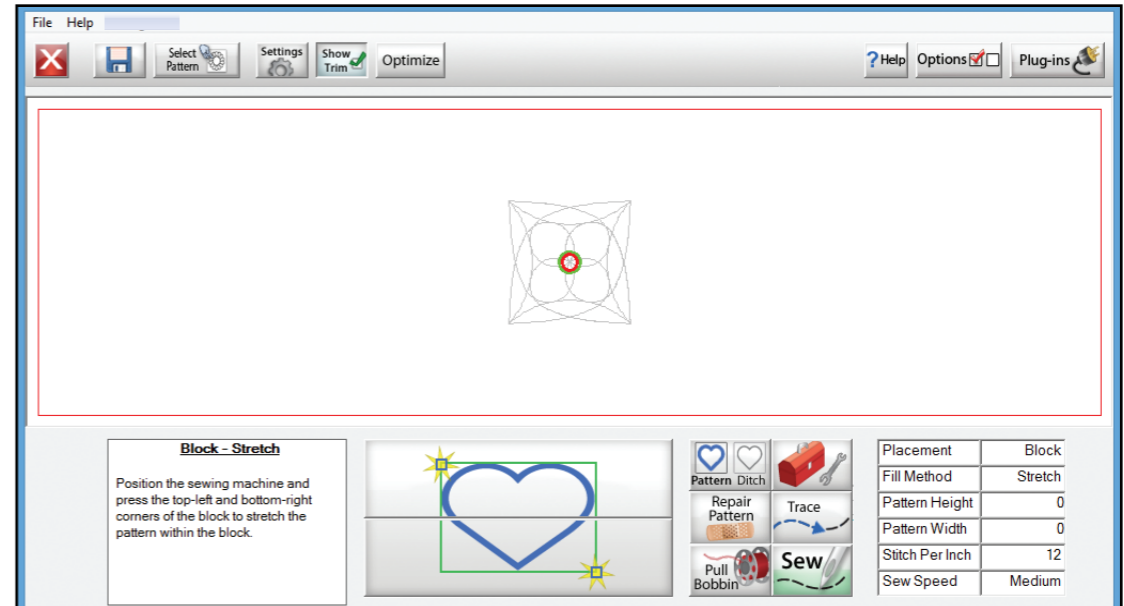 File Help
Select
Pattern
Settings
Show
Trim
Optimize
? Help
Options
Plug-ins
Block - Stretch
Position the sewing machine and
press the top-left and bottom-right
corners of the block to stretch the
pattern within the block.
Pattern Ditch
Repair
Pattern
Trace
Pull
Bobbin
Sew
Placement Block
Fill Method Stretch
Pattern Height 0
Pattern Width 0
Stitch Per Inch 12
Sew Speed Medium